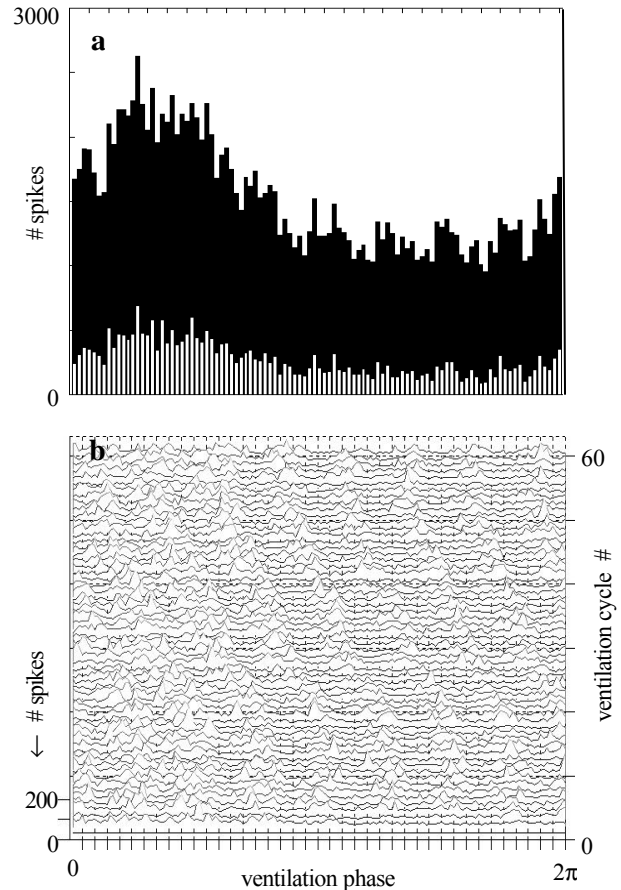 3000
a
# spikes
0
b
60
ventilation cycle #
← # spikes
200
0
0
0
2π
ventilation phase